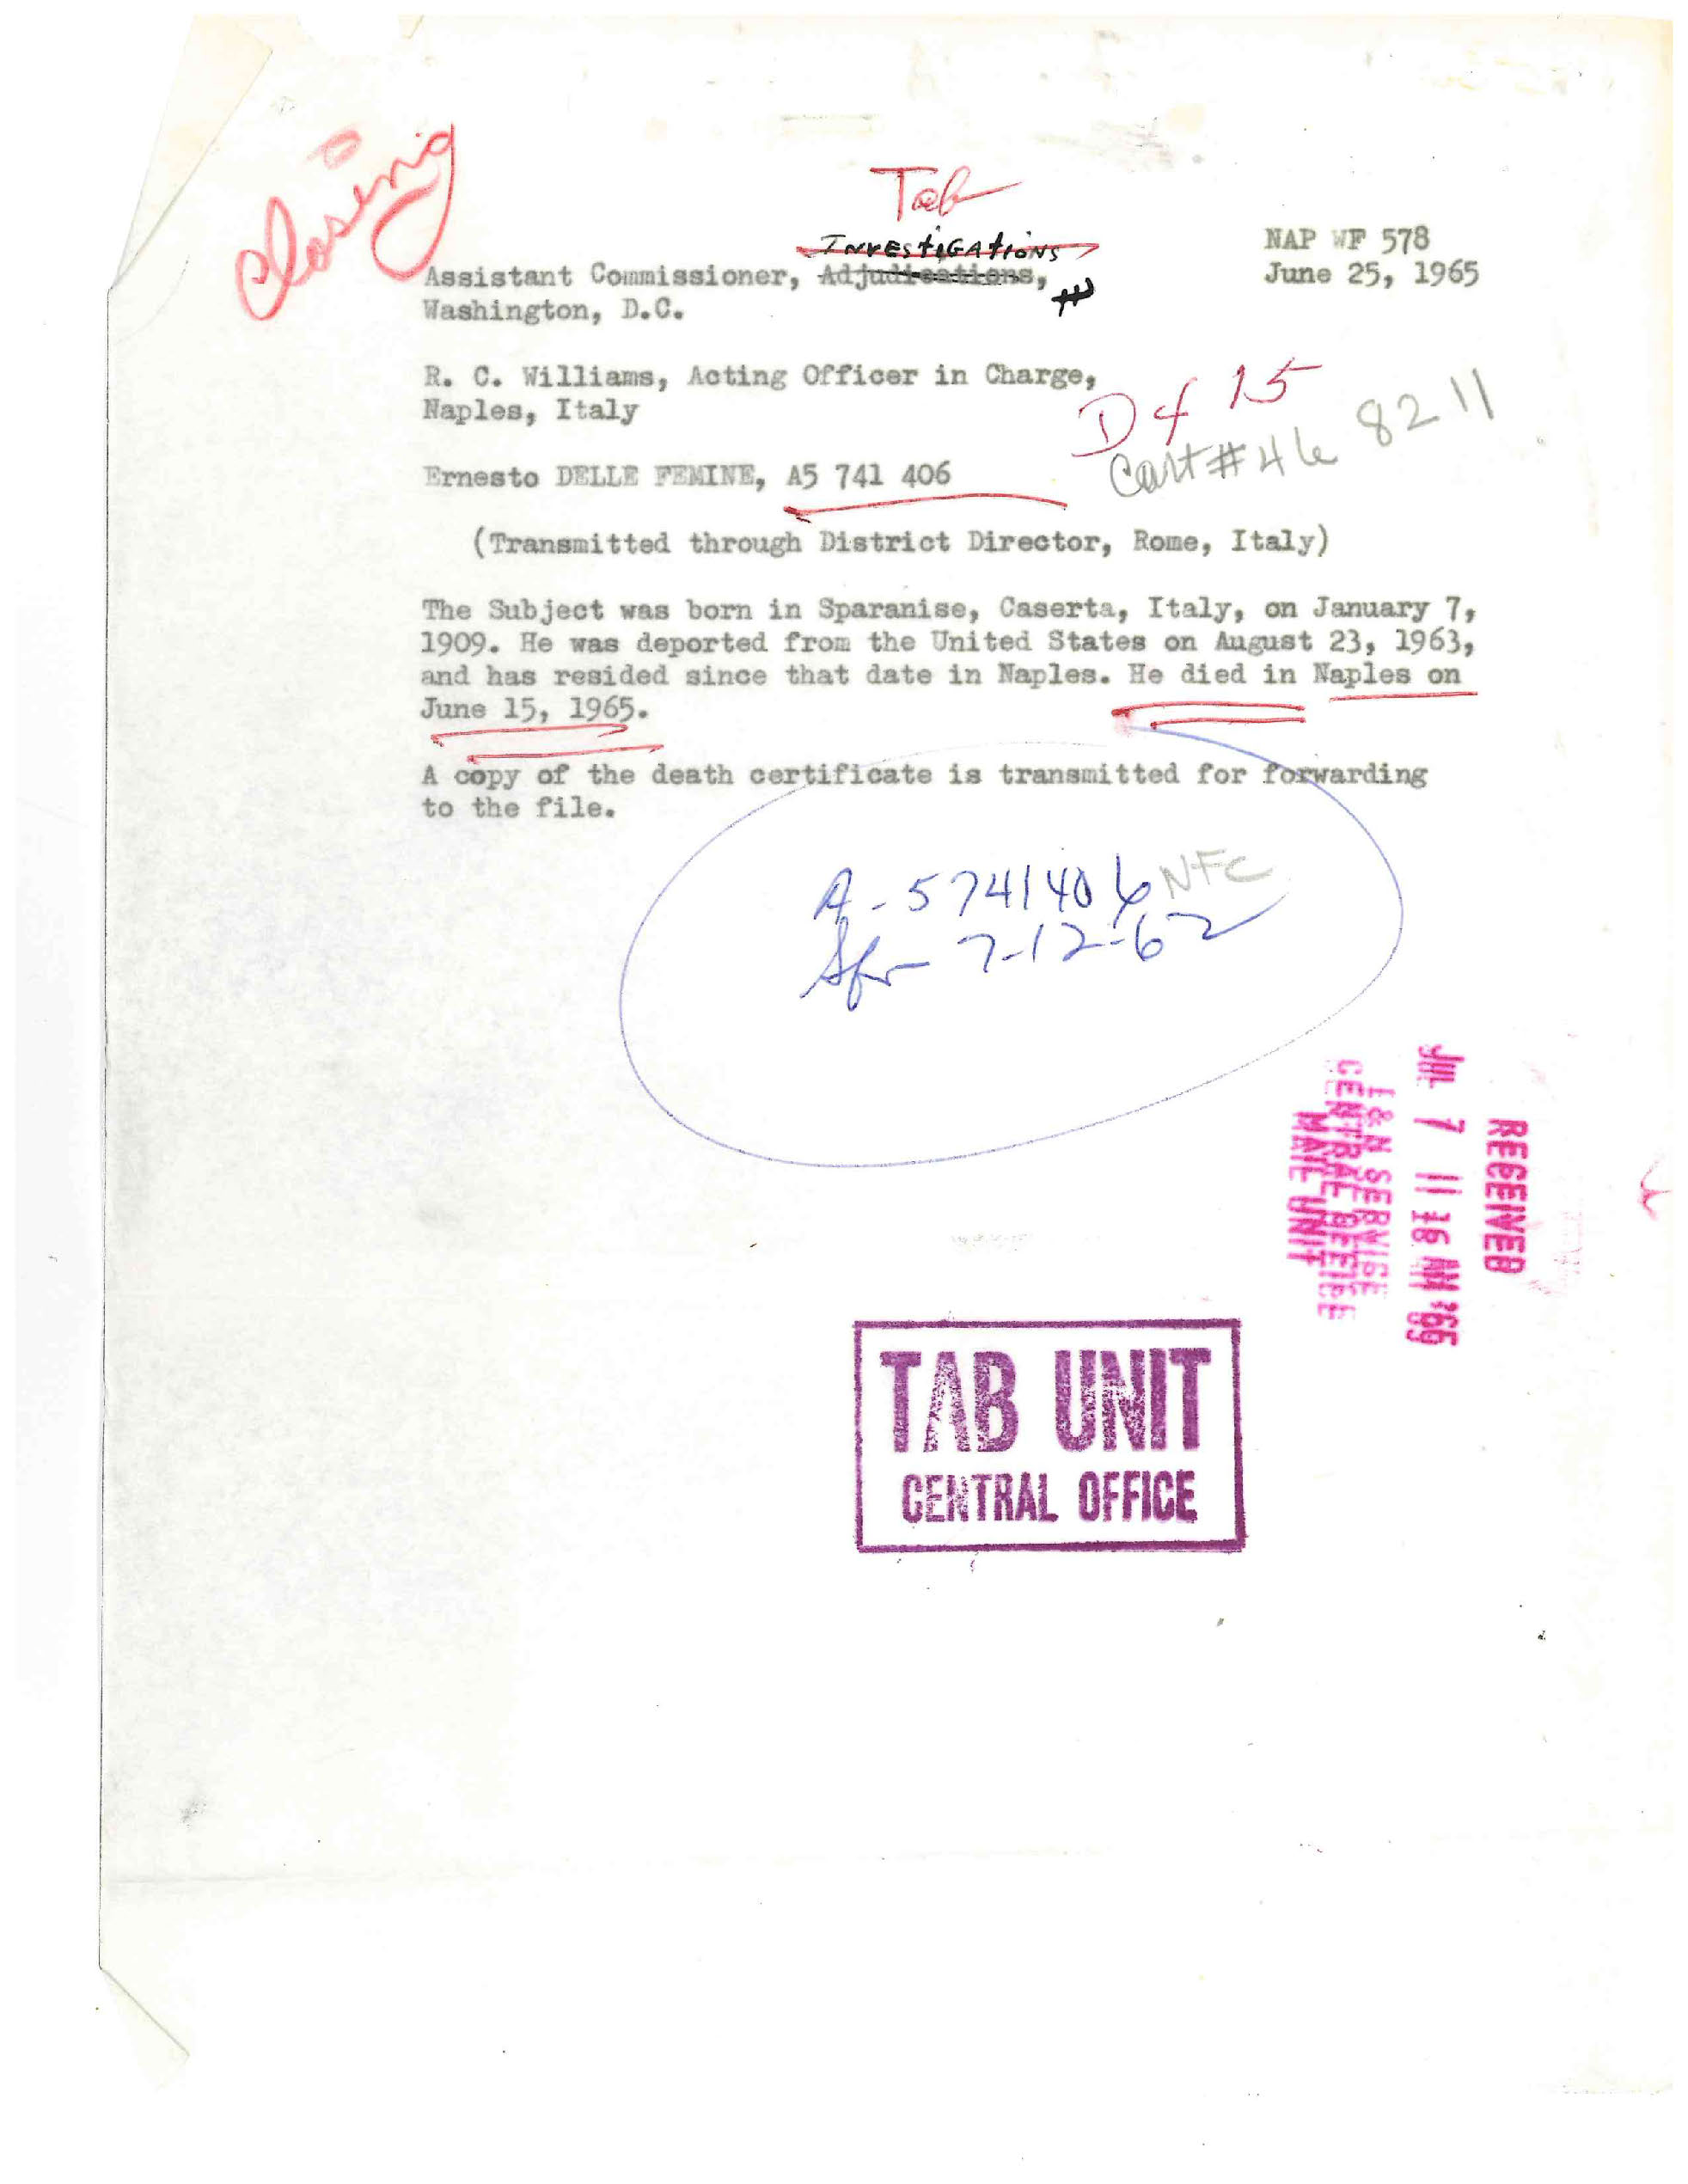 Closing
Tab
Investigations
NAP WF 578
Assistant Commissioner, Adjudications,
June 25, 1965
Washington, D.C.
R. C. Williams, Acting Officer in Charge,
Naples, Italy
D 4 15
Cart #46 8211
Ernesto DELLE FEMINE, A5 741 406
(Transmitted through District Director, Rome, Italy)
The Subject was born in Sparanise, Caserta, Italy, on January 7,
1909. He was deported from the United States on August 23, 1963,
and has resided since that date in Naples. He died in Naples on
June 15, 1965.
A copy of the death certificate is transmitted for forwarding
to the file.
A-5741406 NFC
7-12-62
RECEIVED
JUL 7 11 16 AM '65
I & N SERVICE
CENTRAL OFFICE
MAIL UNIT
TAB UNIT
CENTRAL OFFICE